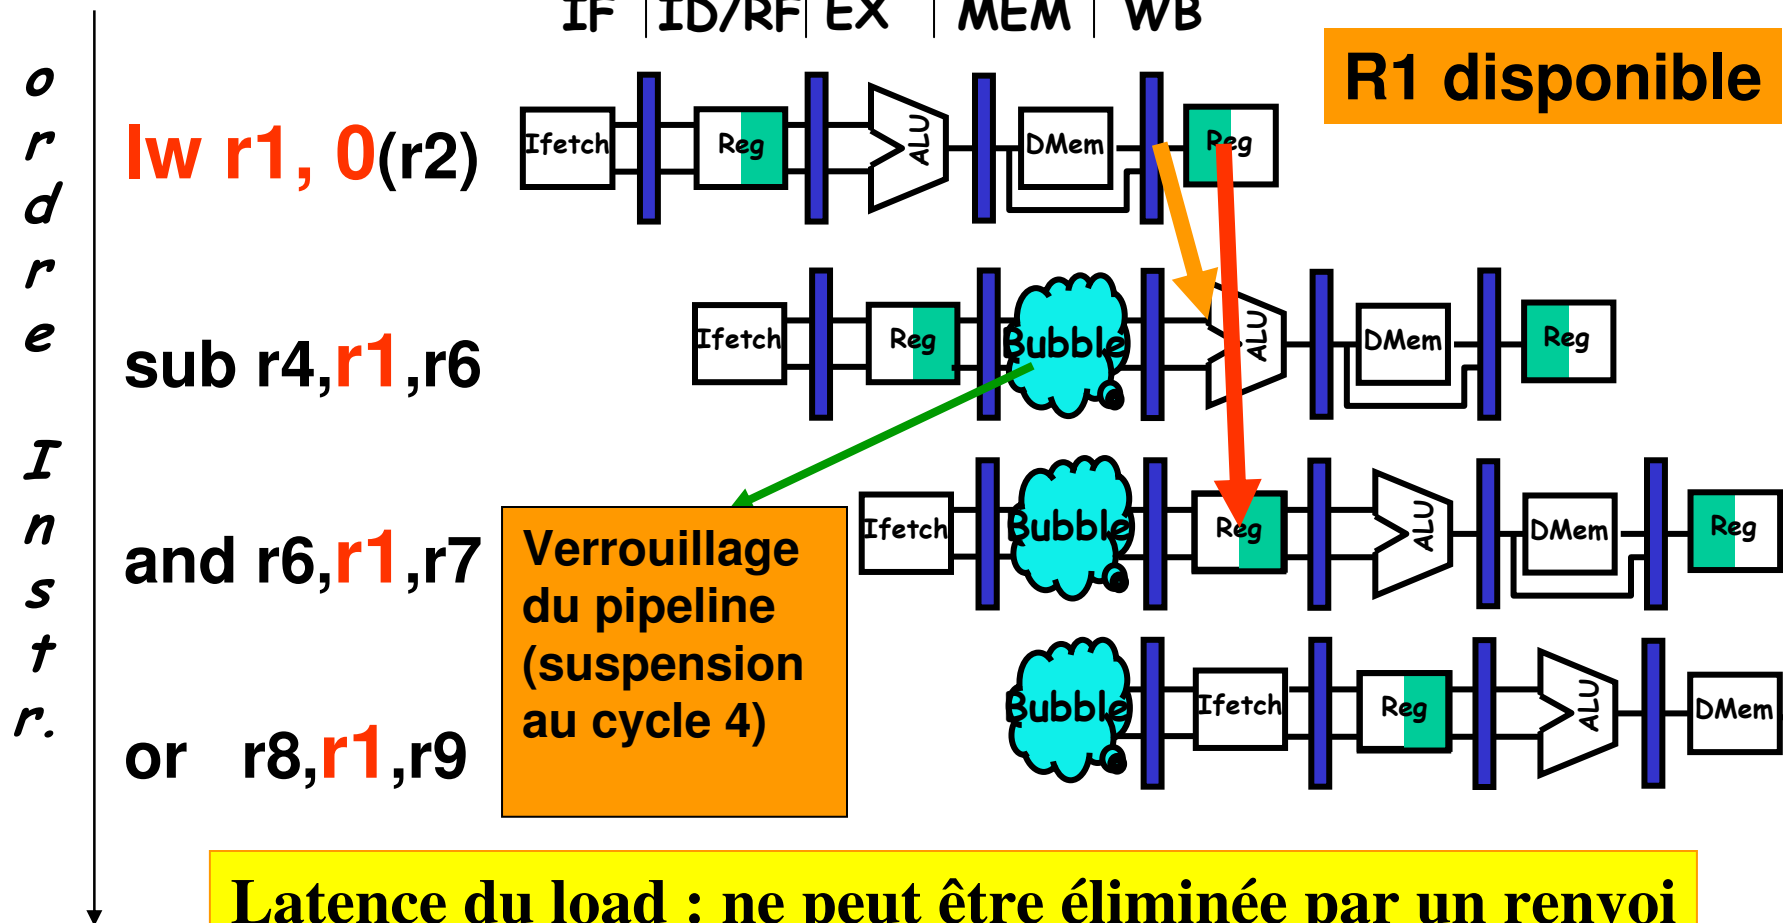 IF ID/RF EX MEM WB
R1 disponible
ordre Instr.
lw r1, 0(r2)
Ifetch Reg ALU DMem Reg
sub r4,r1,r6
Ifetch Reg Bubble ALU DMem Reg
and r6,r1,r7
Ifetch Bubble Reg ALU DMem Reg
Verrouillage
du pipeline
(suspension
au cycle 4)
or r8,r1,r9
Bubble Ifetch Reg ALU DMem
Latence du load : ne peut être éliminée par un renvoi